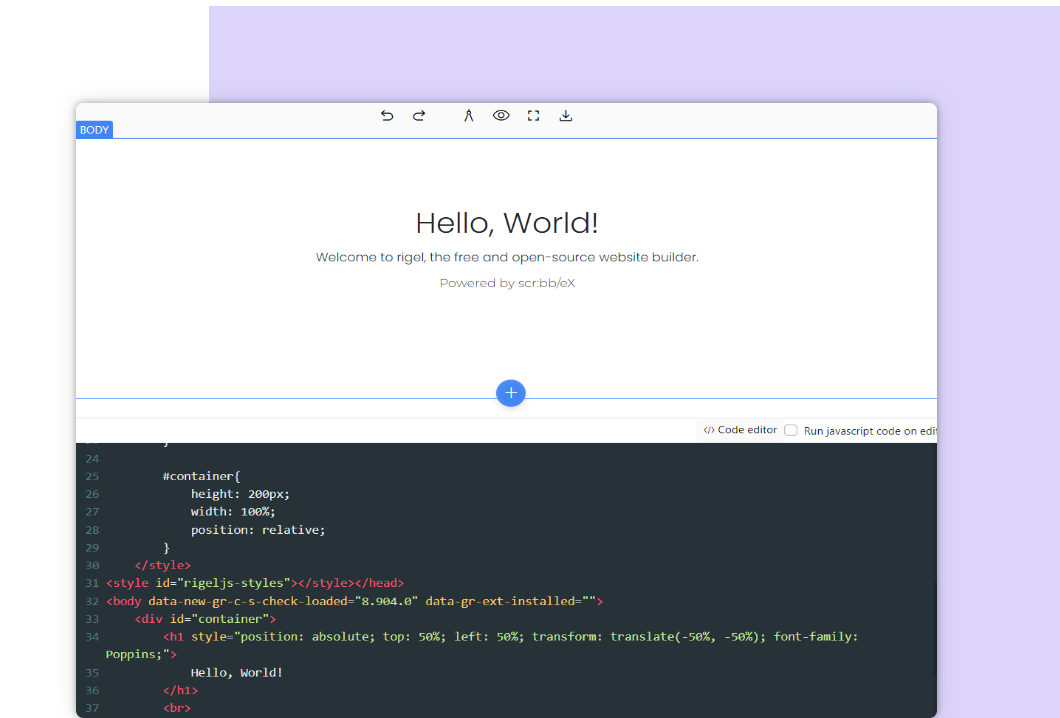 BODY
Hello, World!
Welcome to rigel, the free and open-source website builder.
Powered by scr:bb/eX
</> Code editor Run javascript code on edit
}
24
25 #container{
26 height: 200px;
27 width: 100%;
28 position: relative;
29 }
30 </style>
31 <style id="rigeljs-styles"></style></head>
32 <body data-new-gr-c-s-check-loaded="8.904.0" data-gr-ext-installed="">
33 <div id="container">
34 <h1 style="position: absolute; top: 50%; left: 50%; transform: translate(-50%, -50%); font-family:
Poppins;">
35 Hello, World!
36 </h1>
37 <br>